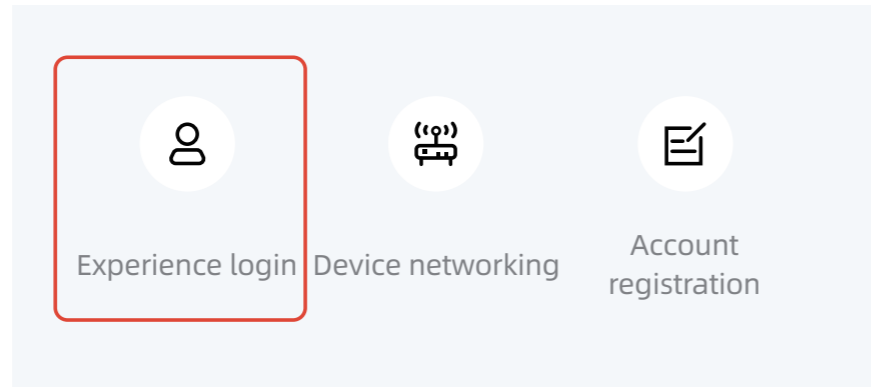 Experience login
Device networking
Account
registration